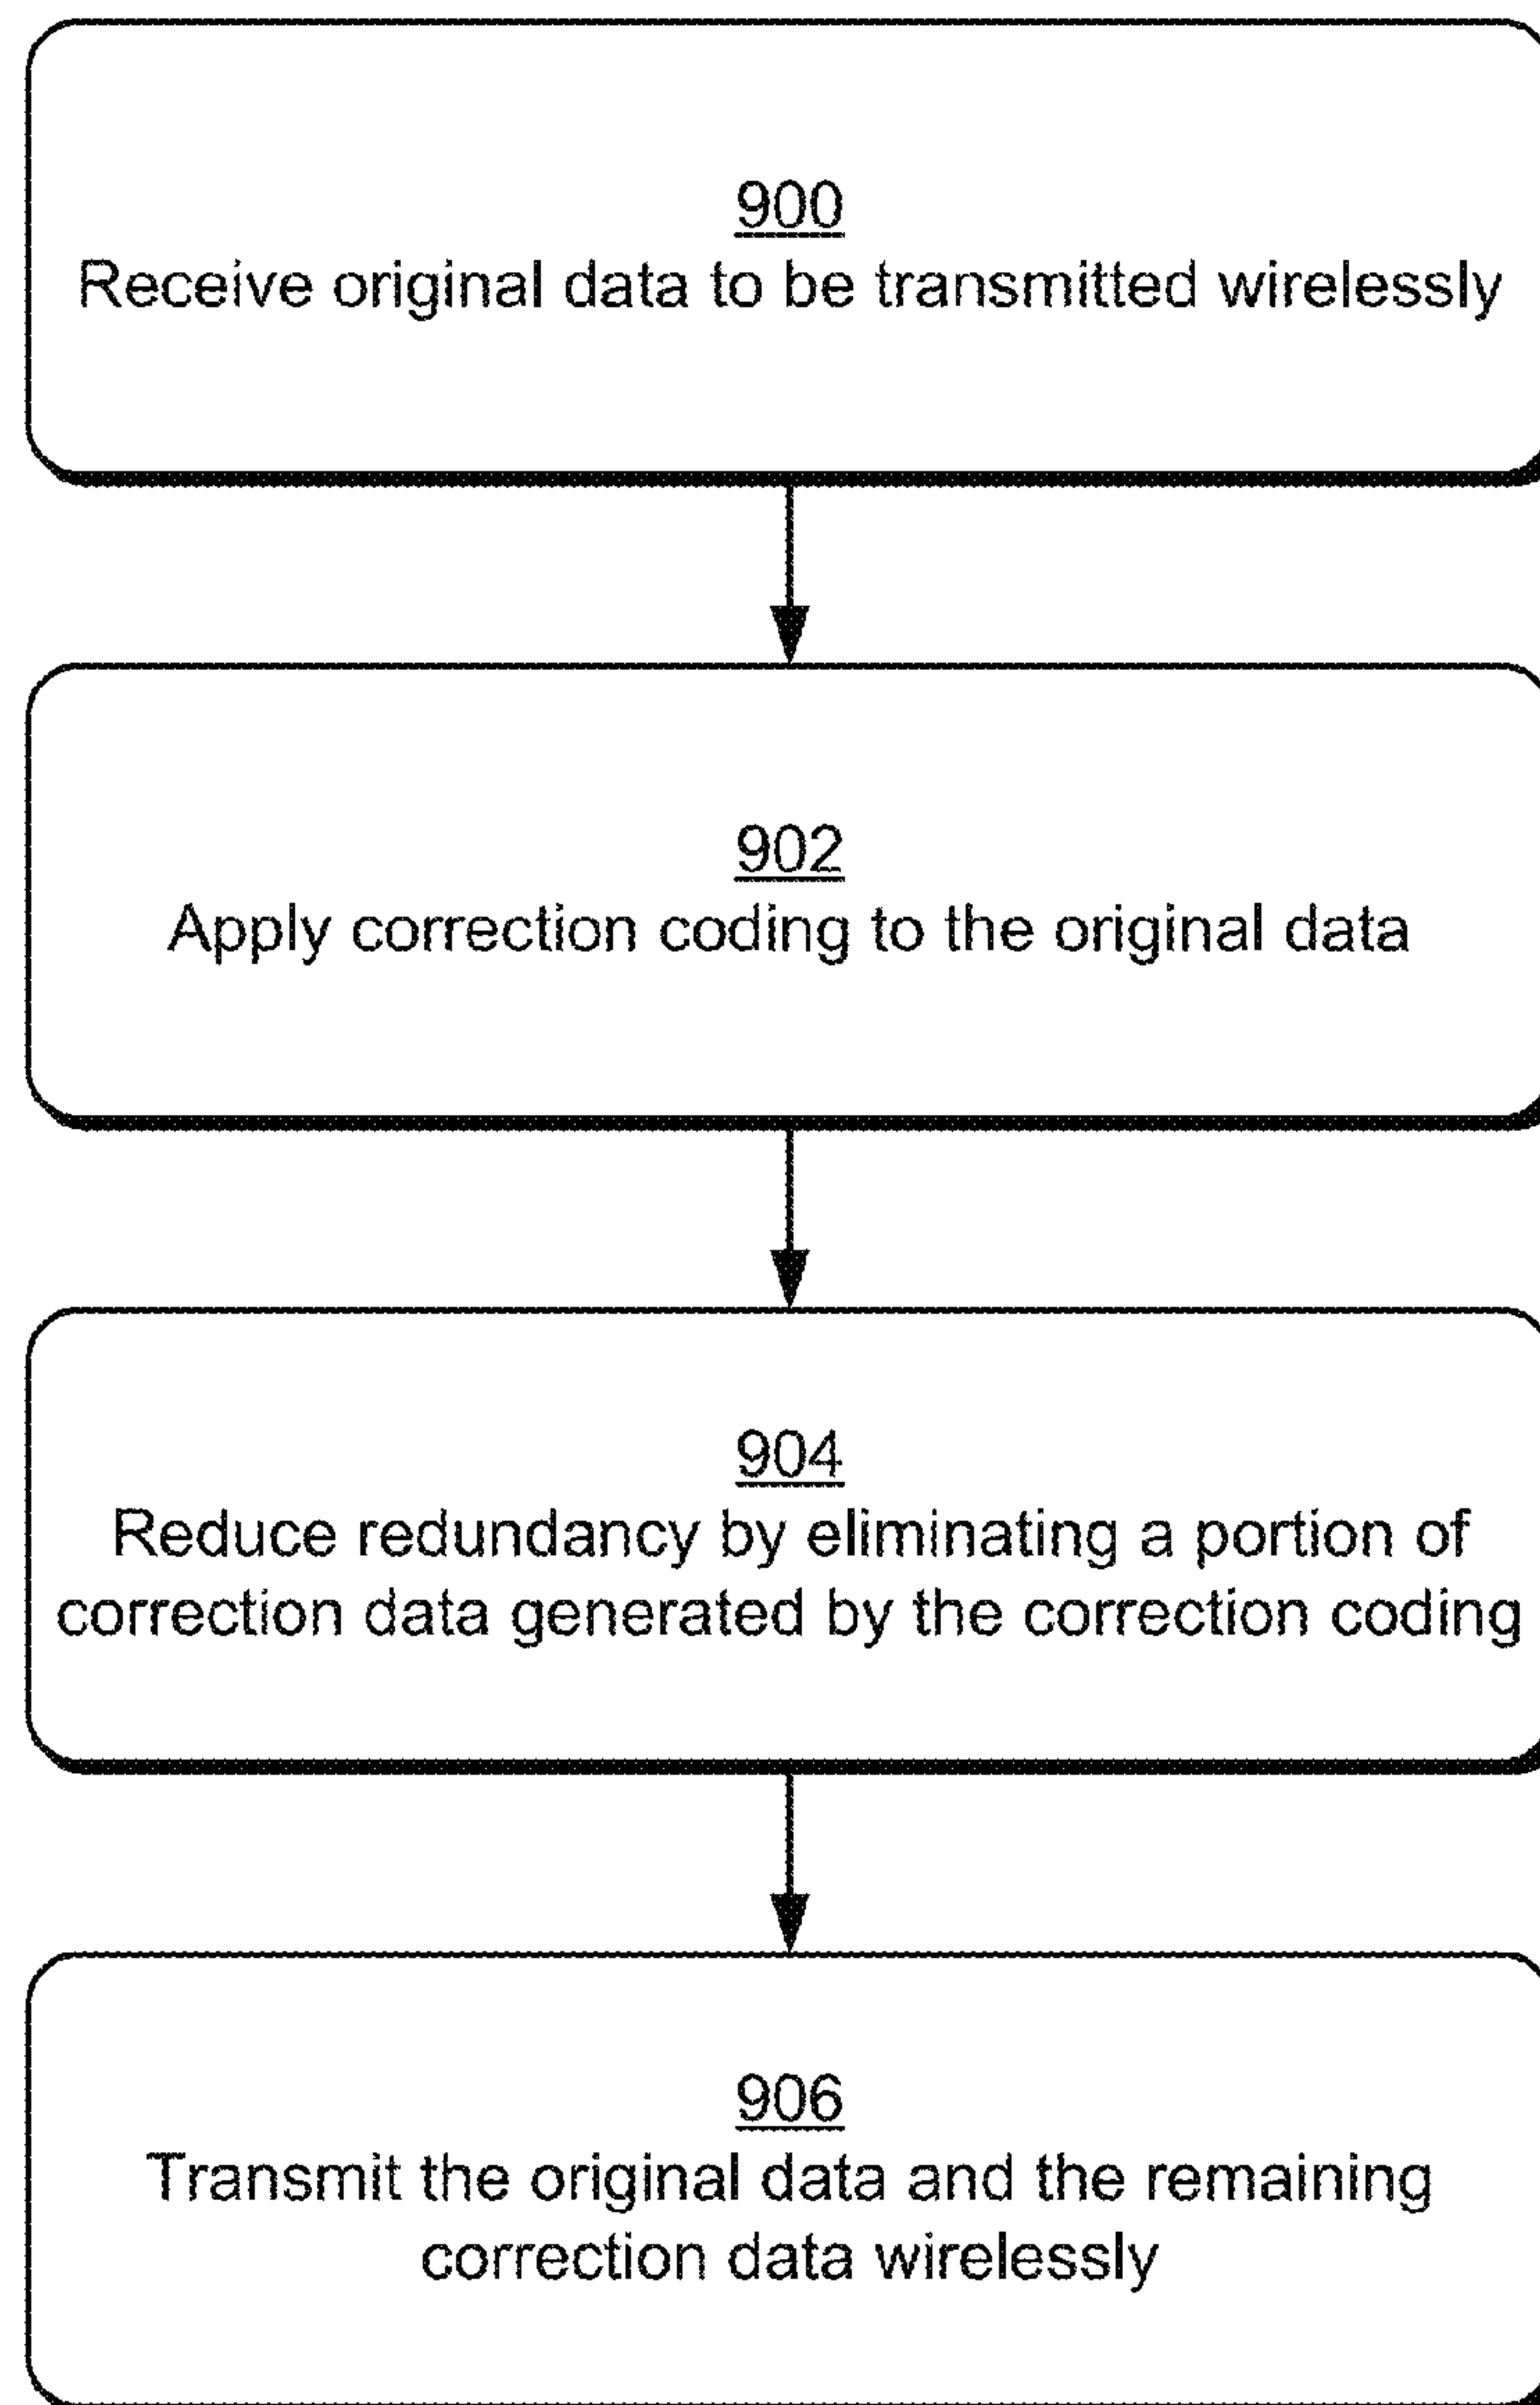 900
Receive original data to be transmitted wirelessly
902
Apply correction coding to the original data
904
Reduce redundancy by eliminating a portion of
correction data generated by the correction coding
906
Transmit the original data and the remaining
correction data wirelessly